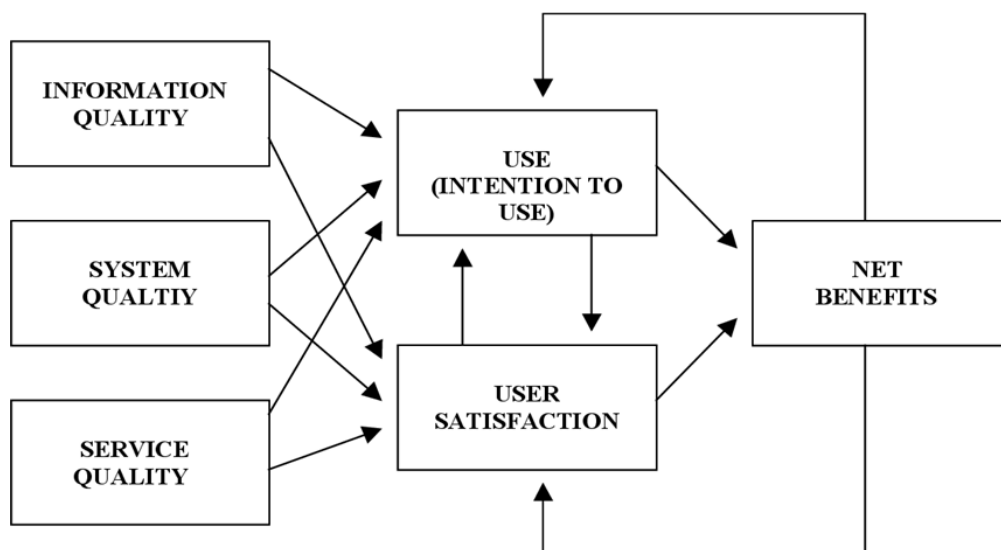 INFORMATION
QUALITY
USE
(INTENTION TO
USE)
SYSTEM
QUALTIY
NET
BENEFITS
USER
SATISFACTION
SERVICE
QUALITY